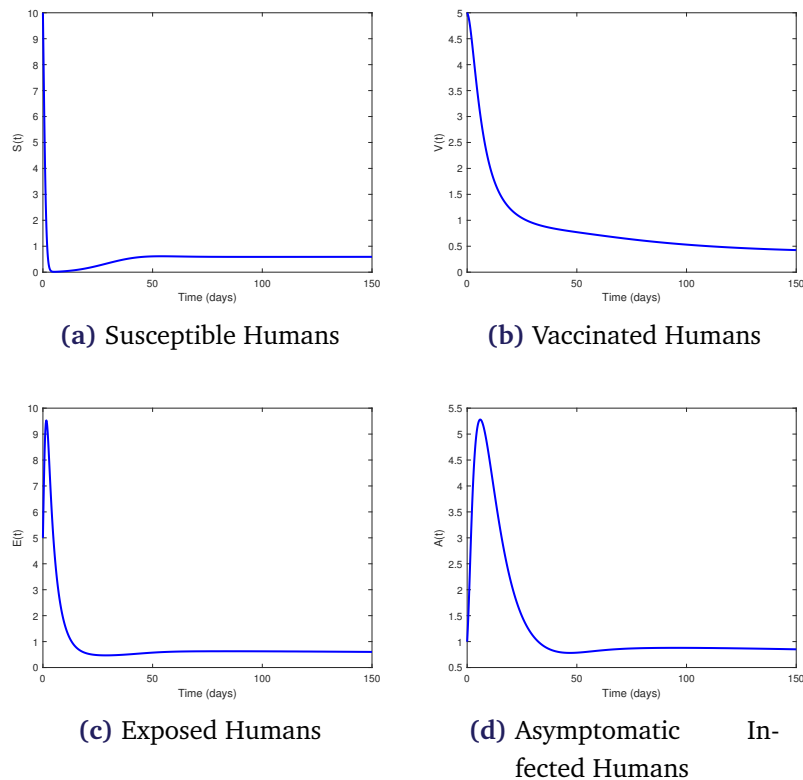 10
9
8
7
6
5
4
3
2
1
0
S(t)
0 50 100 150
Time (days)
(a) Susceptible Humans
5
4.5
4
3.5
3
2.5
2
1.5
1
0.5
0
V(t)
0 50 100 150
Time (days)
(b) Vaccinated Humans
10
9
8
7
6
5
4
3
2
1
0
E(t)
0 50 100 150
Time (days)
(c) Exposed Humans
5.5
5
4.5
4
3.5
3
2.5
2
1.5
1
0.5
A(t)
0 50 100 150
Time (days)
(d) Asymptomatic In-
fected Humans